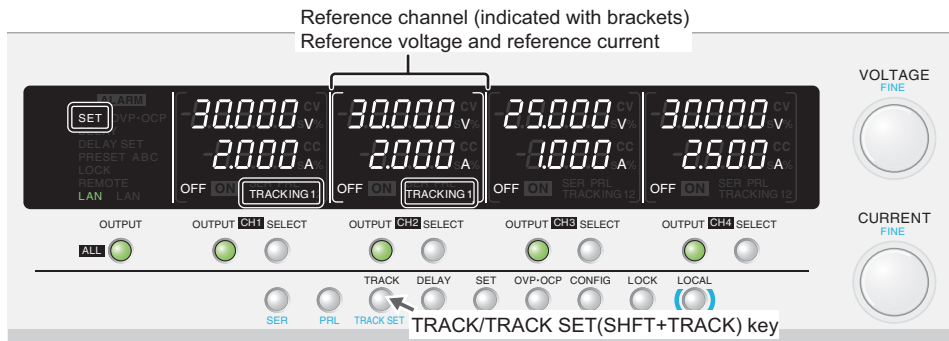 Reference channel (indicated with brackets)
Reference voltage and reference current
VOLTAGE
FINE
ALARM
SET OVP·OCP
DELAY SET
PRESET ABC
LOCK
REMOTE
LAN LAN
30.000 V CV
2.000 A CC
OFF ON SER PRL
TRACKING 1
30.000 V CV
2.000 A CC
OFF ON SER PRL
TRACKING 1
25.000 V CV
1.000 A CC
OFF ON SER PRL
TRACKING 12
30.000 V CV
2.500 A CC
OFF ON SER PRL
TRACKING 12
CURRENT
FINE
OUTPUT OUTPUT CH1 SELECT OUTPUT CH2 SELECT OUTPUT CH3 SELECT OUTPUT CH4 SELECT
ALL
TRACK DELAY SET OVP·OCP CONFIG LOCK LOCAL
SER PRL TRACK SET
TRACK/TRACK SET(SHFT+TRACK) key